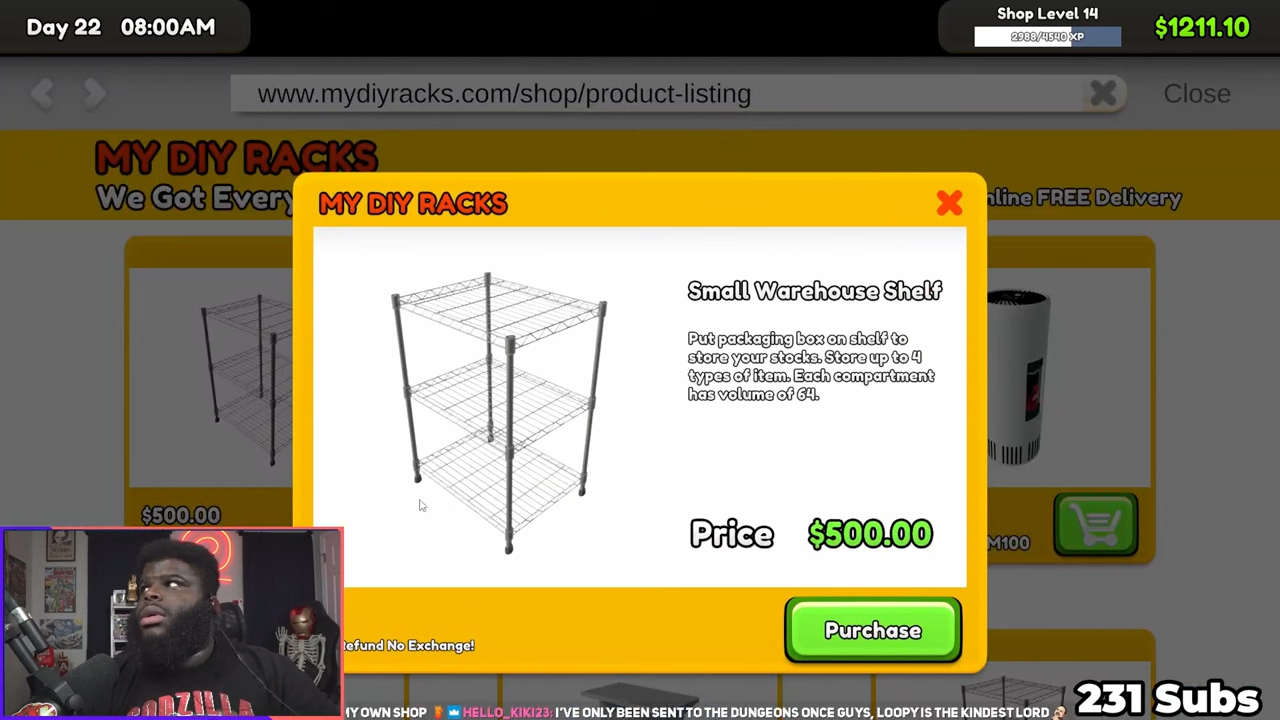 Day 22 08:00AM
Shop Level 14
2988/4540 XP
$1211.10
www.mydiyracks.com/shop/product-listing
Close
MY DIY RACKS
We Got Every
nline FREE Delivery
MY DIY RACKS
Small Warehouse Shelf
Put packaging box on shelf to
store your stocks. Store up to 4
types of item. Each compartment
has volume of 64.
Price $500.00
$500.00
M100
Purchase
efund No Exchange!
GODZILLA
231 Subs
MY OWN SHOP HELLO_KIKI23: I'VE ONLY BEEN SENT TO THE DUNGEONS ONCE GUYS, LOOPY IS THE KINDEST LORD